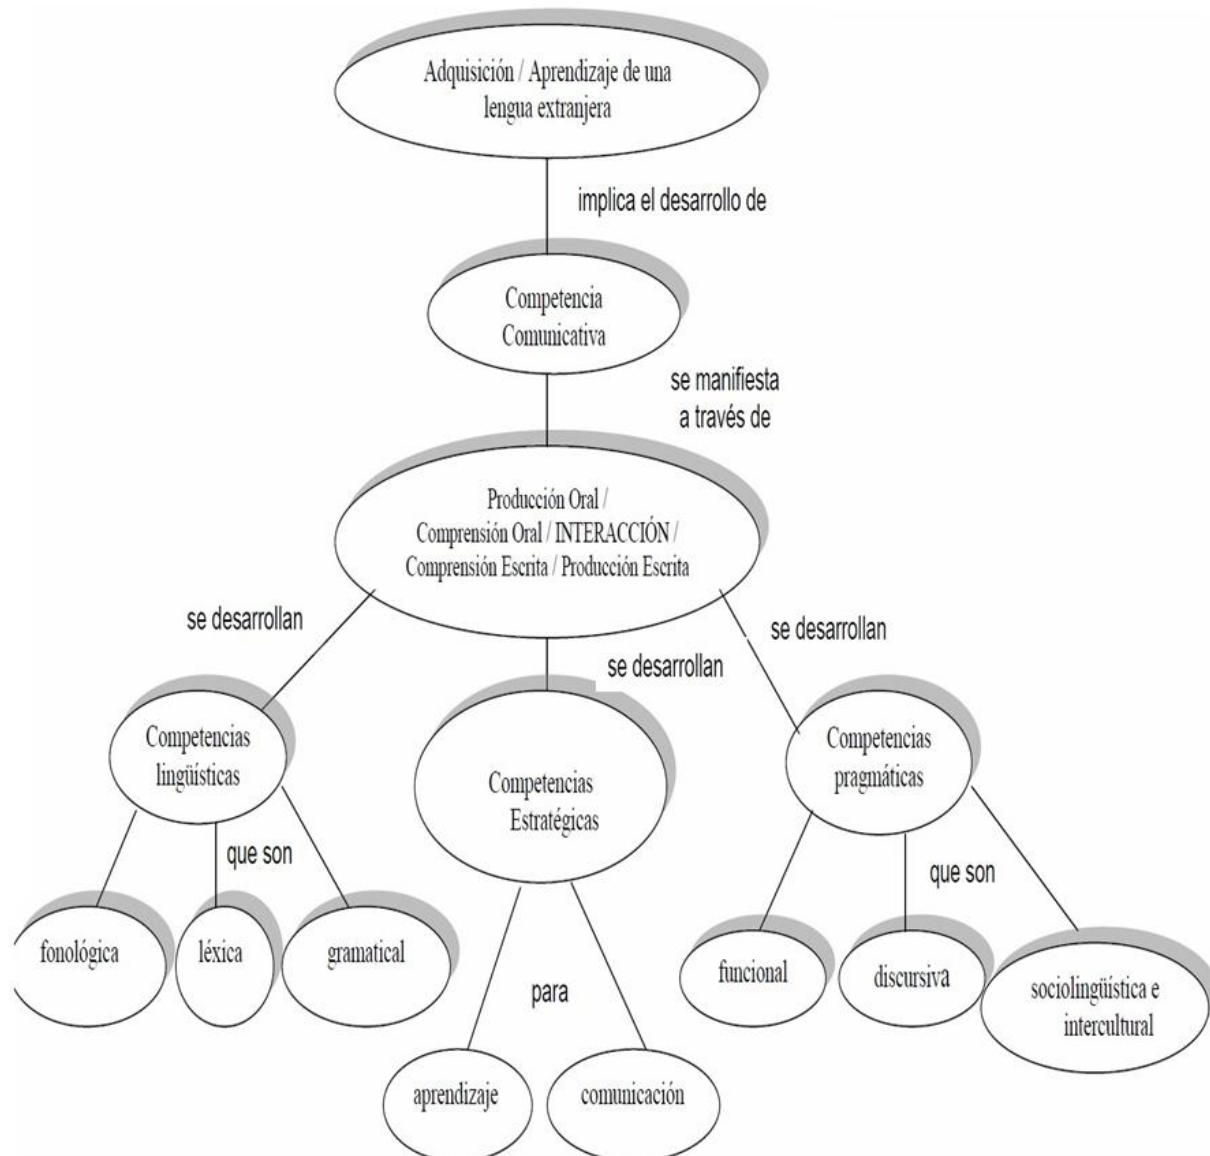 Adquisición / Aprendizaje de una
lengua extranjera
implica el desarrollo de
Competencia
Comunicativa
se manifiesta
a través de
Producción Oral /
Comprensión Oral / INTERACCIÓN /
Comprensión Escrita / Producción Escrita
se desarrollan
se desarrollan
se desarrollan
Competencias
lingüísticas
Competencias
Estratégicas
Competencias
pragmáticas
que son
que son
fonológica
léxica
gramatical
para
funcional
discursiva
sociolingüística e
intercultural
aprendizaje
comunicación